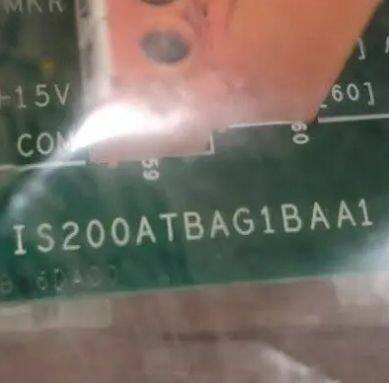 MKR
+15V
60]
COM
59
60
IS200ATBAG1BAA1